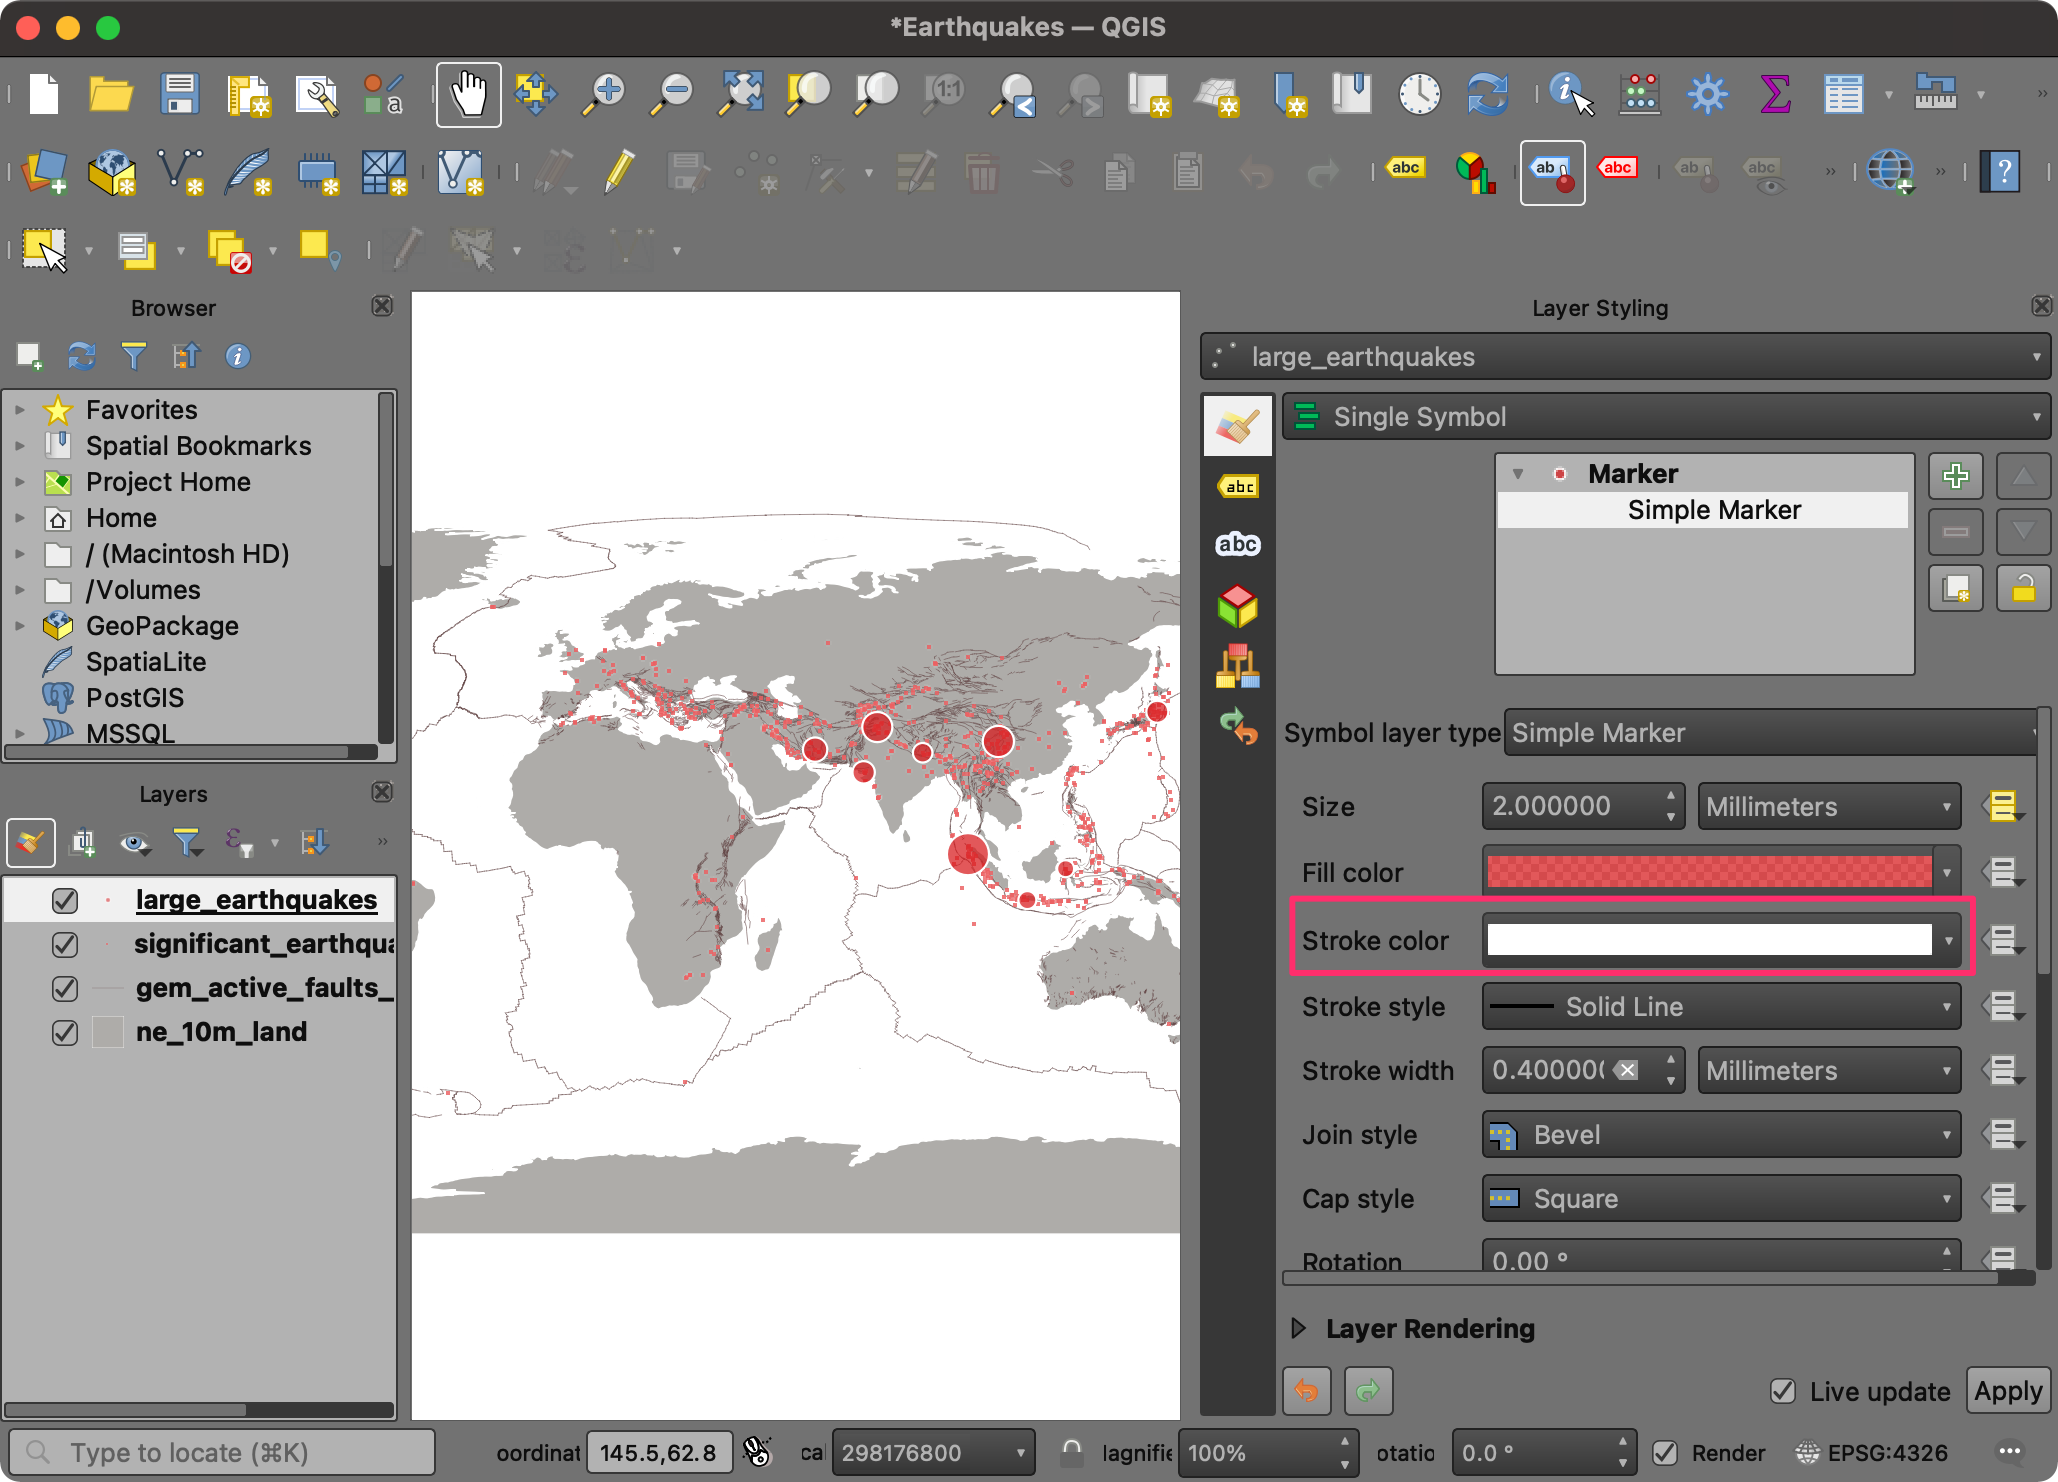 *Earthquakes — QGIS
a
1:1
abc
ab
abc
ab
abc
?
Browser
Favorites
Spatial Bookmarks
Project Home
Home
/ (Macintosh HD)
/Volumes
GeoPackage
SpatiaLite
PostGIS
MSSQL
Layers
large_earthquakes
significant_earthqua
gem_active_faults_
ne_10m_land
Layer Styling
large_earthquakes
Single Symbol
abc
abc
Marker
Simple Marker
Symbol layer type Simple Marker
Size 2.000000 Millimeters
Fill color
Stroke color
Stroke style Solid Line
Stroke width 0.400000 Millimeters
Join style Bevel
Cap style Square
Rotation 0.00 °
Layer Rendering
Live update Apply
Type to locate (⌘K) oordinat 145.5,62.8 cal 298176800 lagnifie 100% otatio 0.0 ° Render EPSG:4326